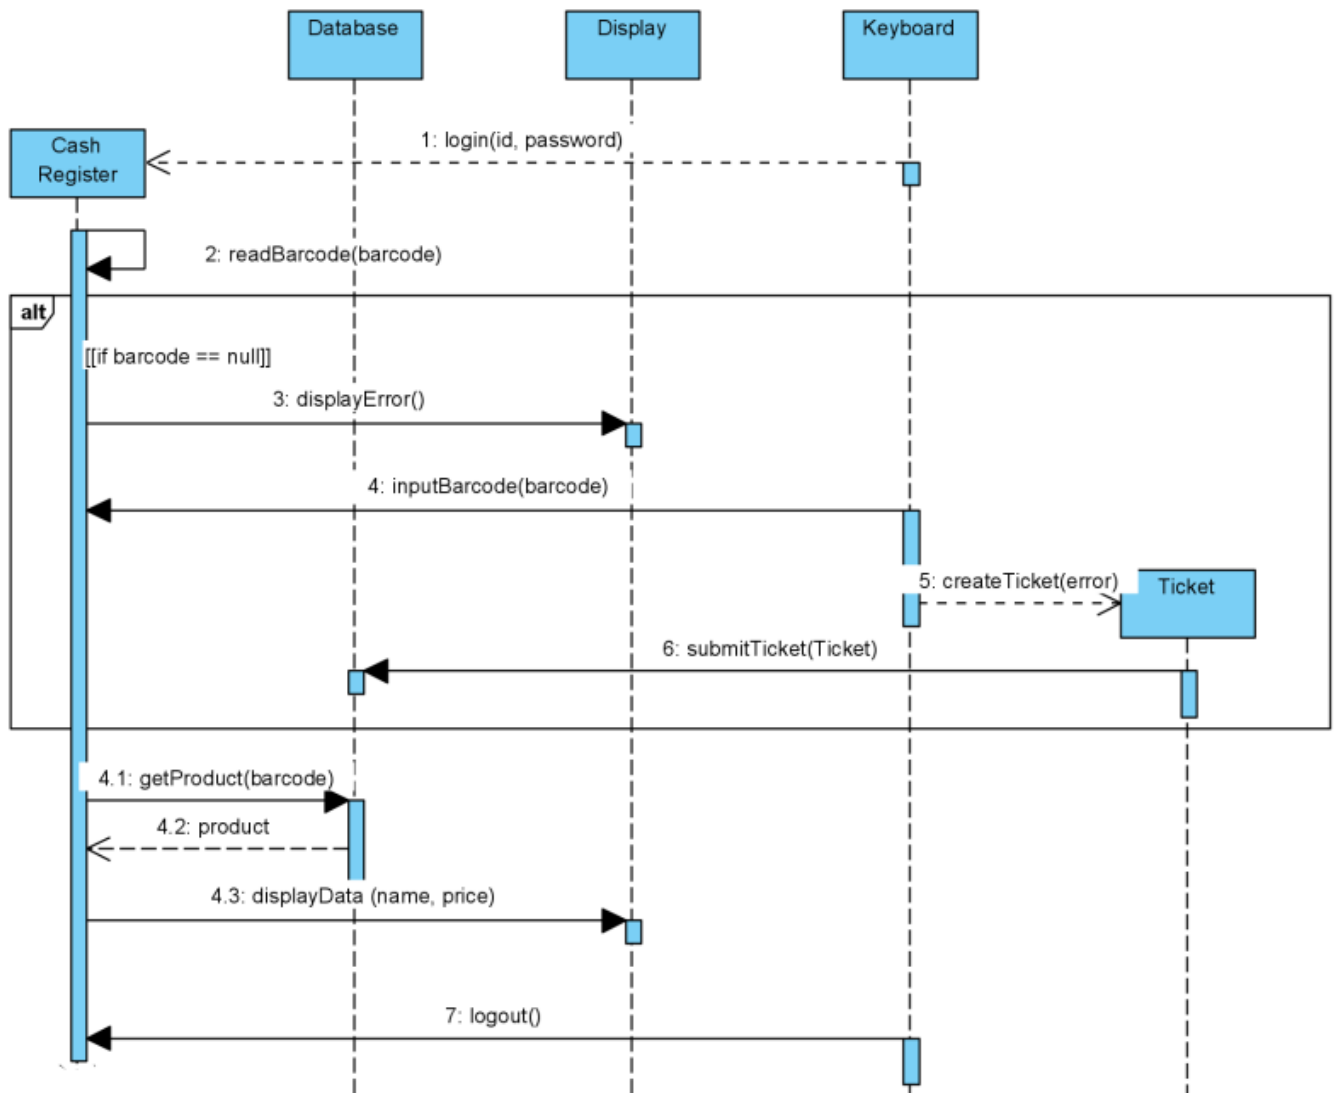 Database
Display
Keyboard
Cash
Register
1: login(id, password)
2: readBarcode(barcode)
alt
[[if barcode == null]]
3: displayError()
4: inputBarcode(barcode)
5: createTicket(error)
Ticket
6: submitTicket(Ticket)
4.1: getProduct(barcode)
4.2: product
4.3: displayData (name, price)
7: logout()